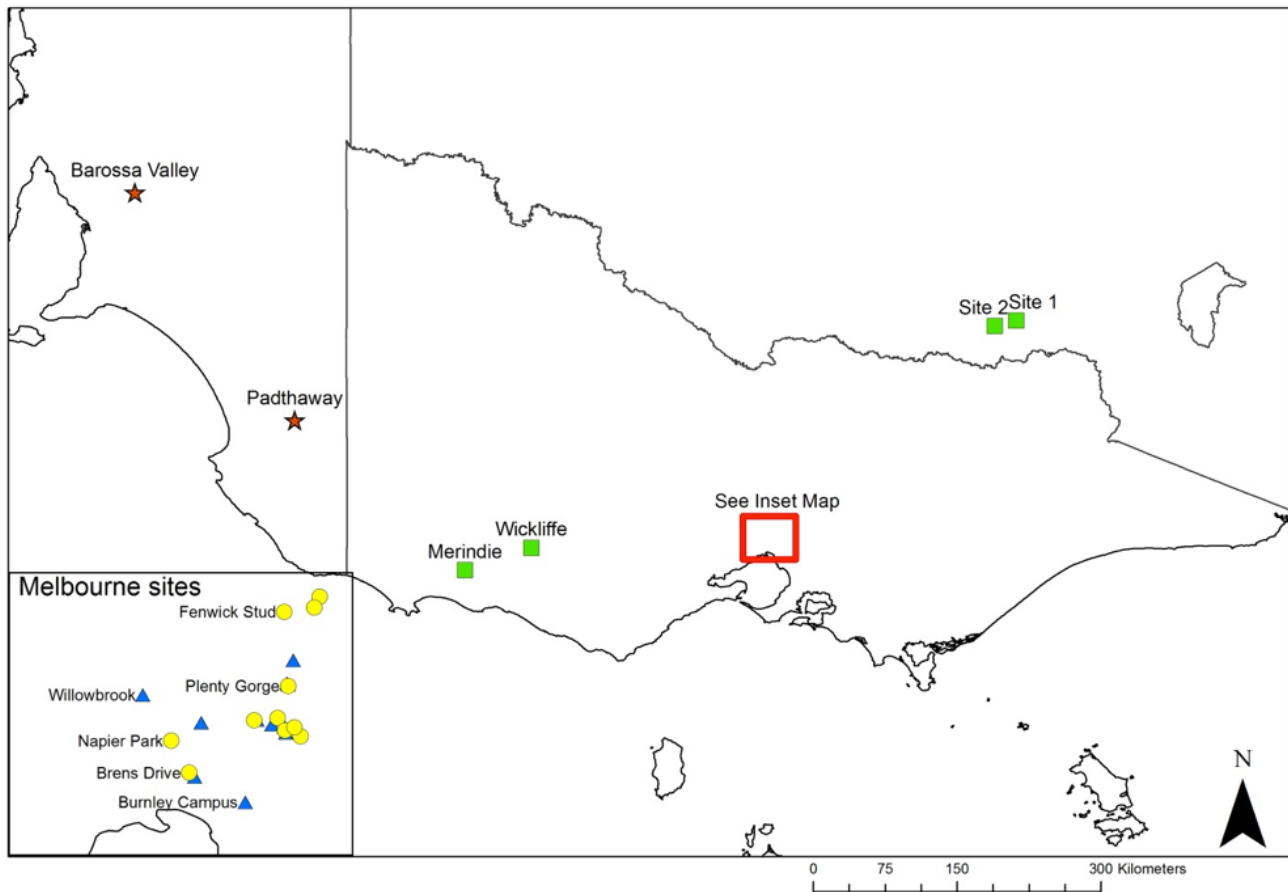 Barossa Valley
Site 2 Site 1
Padthaway
See Inset Map
Wickliffe
Merindie
Melbourne sites
Fenwick Stud
Plenty Gorge
Willowbrook
Napier Park
Brens Drive
Burnley Campus
N
0 75 150 300 Kilometers